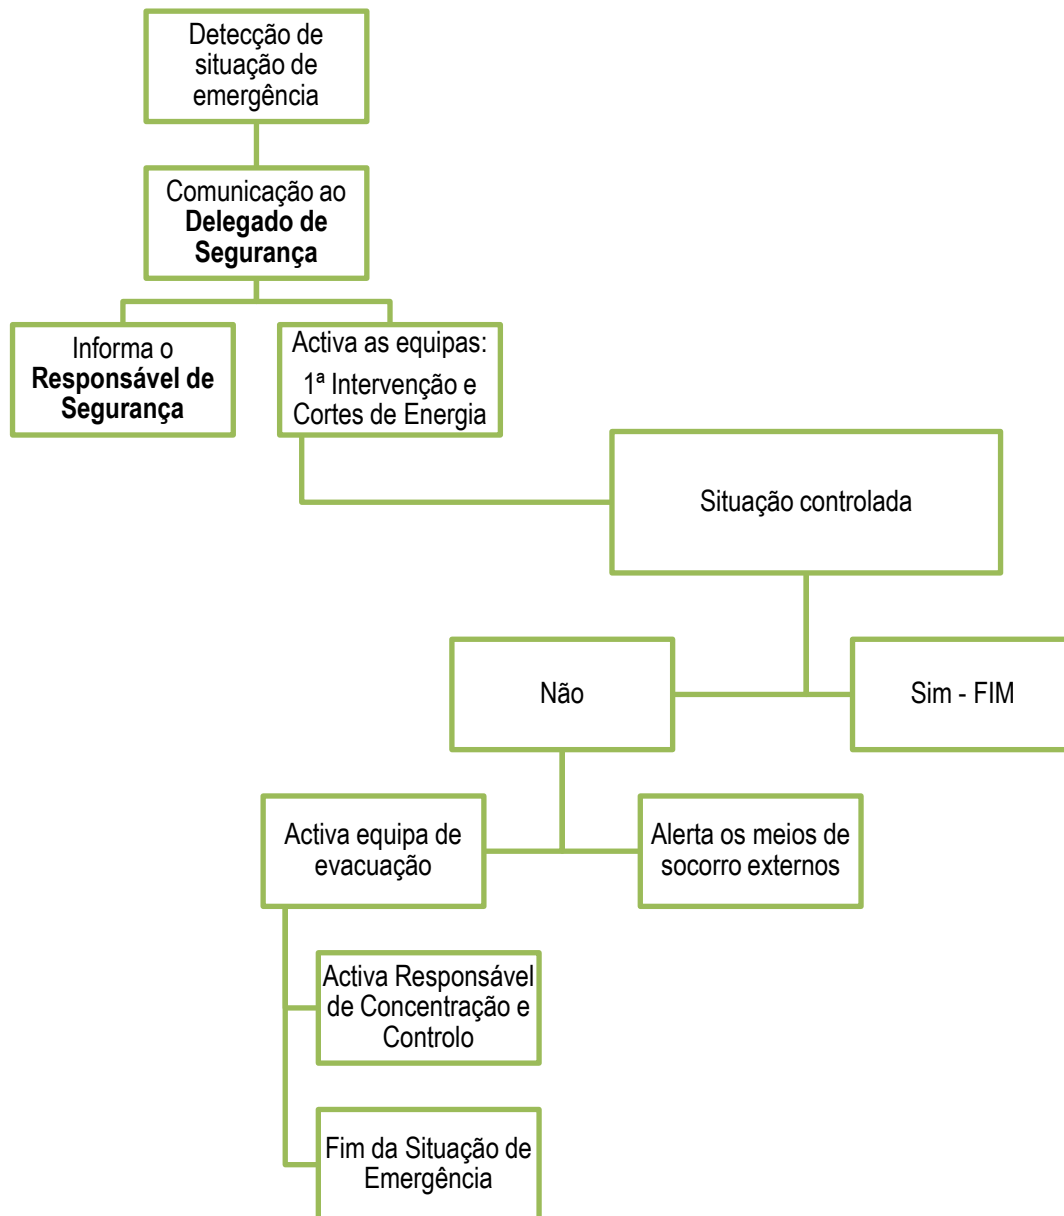 Detecção de
situação de
emergência
Comunicação ao
Delegado de
Segurança
Informa o
Responsável de
Segurança
Activa as equipas:
1ª Intervenção e
Cortes de Energia
Situação controlada
Não
Sim - FIM
Activa equipa de
evacuação
Alerta os meios de
socorro externos
Activa Responsável
de Concentração e
Controlo
Fim da Situação de
Emergência